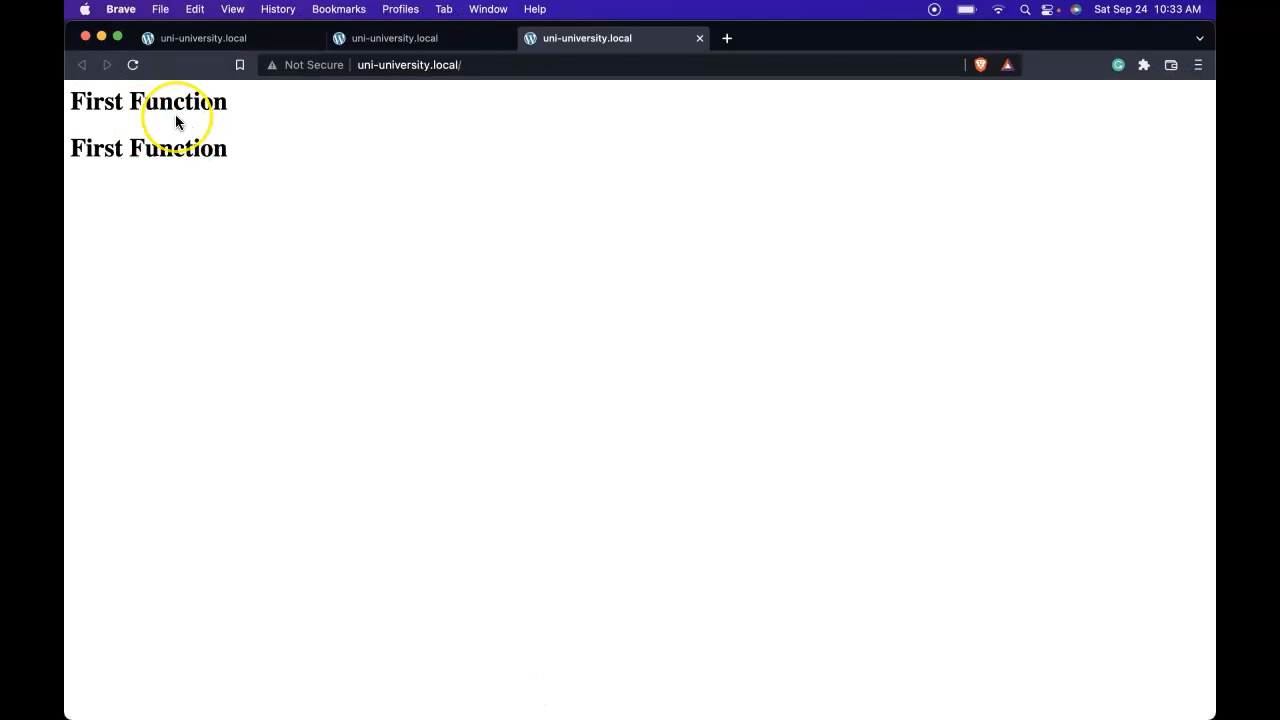 Brave File Edit View History Bookmarks Profiles Tab Window Help Sat Sep 24 10:33 AM
uni-university.local uni-university.local uni-university.local
Not Secure uni-university.local/
First Function
First Function